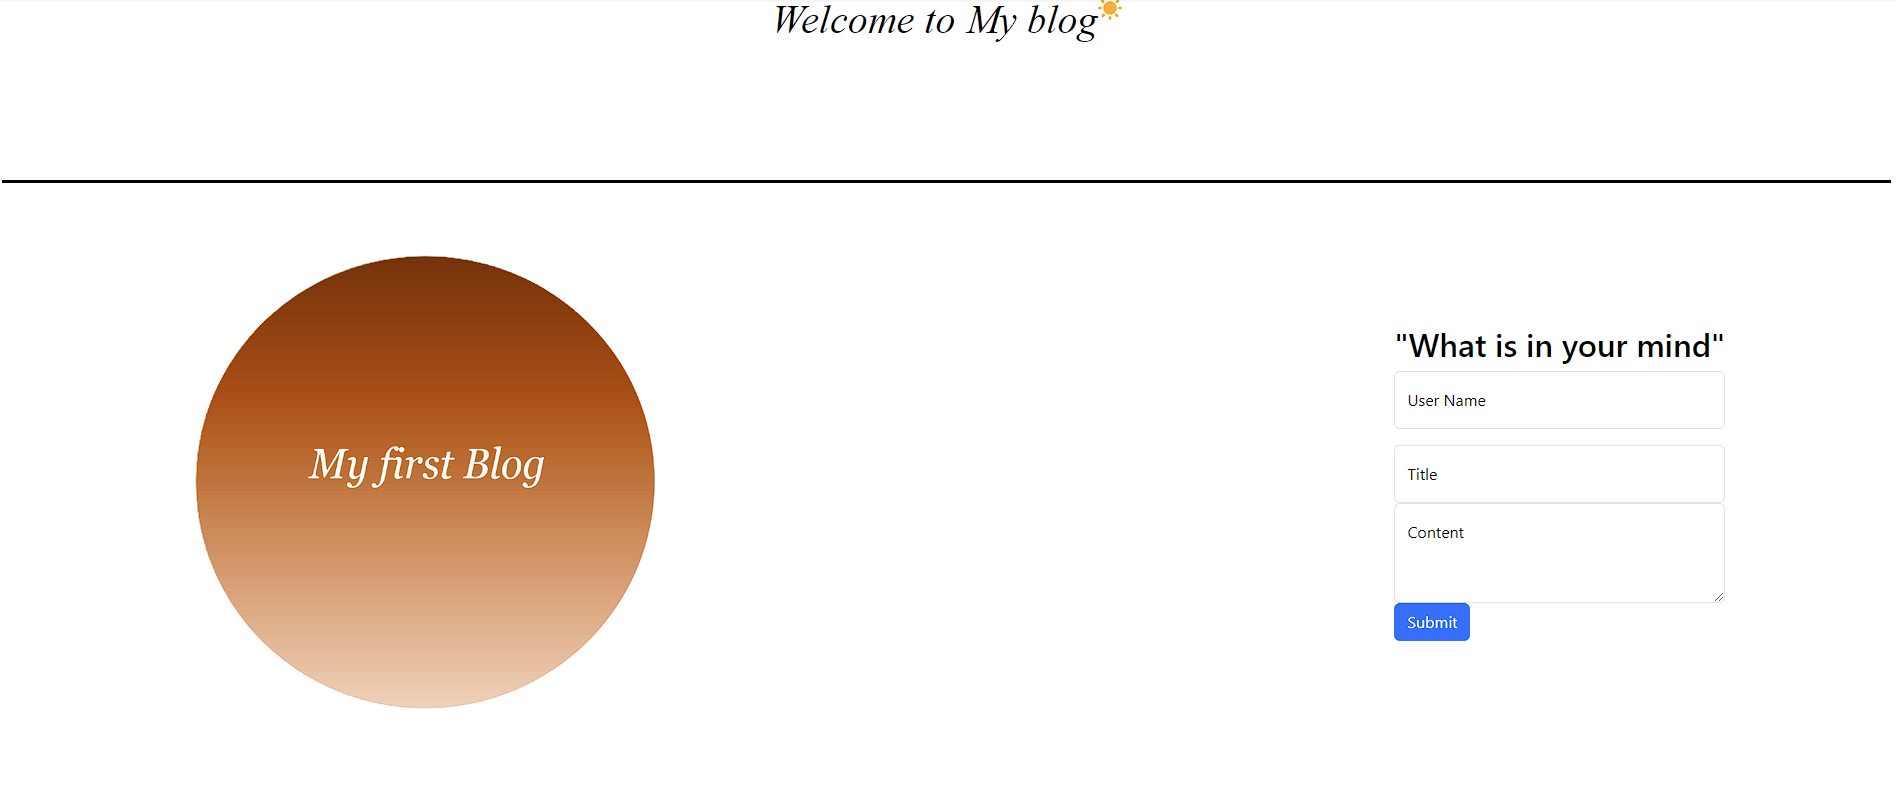 Welcome to My blog
My first Blog
"What is in your mind"
User Name
Title
Content
Submit